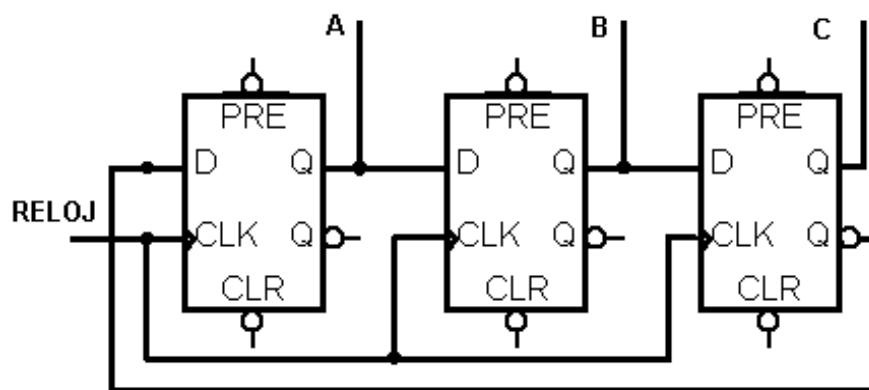 A B C
PRE PRE PRE
D Q D Q D Q
RELOJ
CLK Q CLK Q CLK Q
CLR CLR CLR